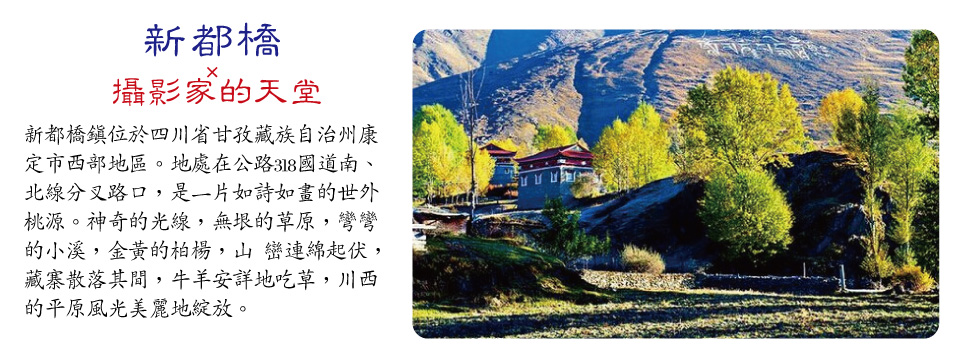 新都橋
×
攝影家的天堂
新都橋鎮位於四川省甘孜藏族自治州康
定市西部地區。地處在公路318國道南、
北線分叉路口，是一片如詩如畫的世外
桃源。神奇的光線，無垠的草原，彎彎
的小溪，金黃的柏楊，山 巒連綿起伏，
藏寨散落其間，牛羊安詳地吃草，川西
的平原風光美麗地綻放。